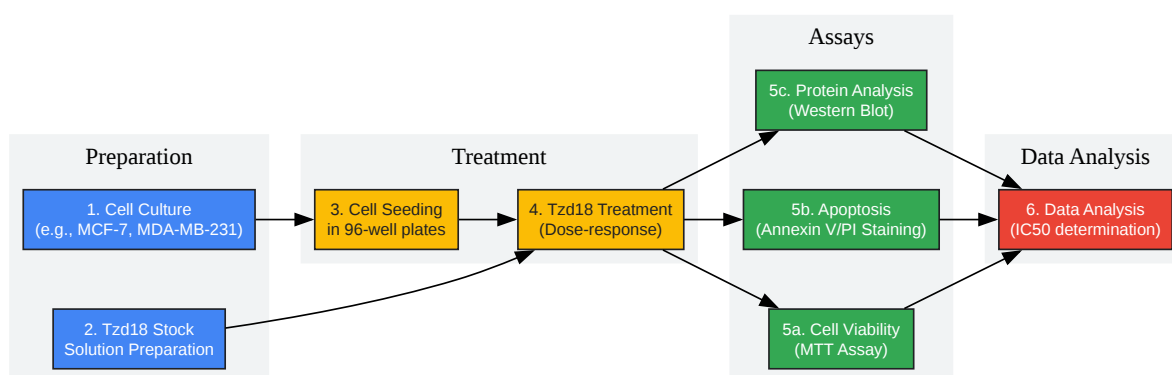 Preparation
1. Cell Culture
(e.g., MCF-7, MDA-MB-231)
2. Tzd18 Stock
Solution Preparation
Treatment
3. Cell Seeding
in 96-well plates
4. Tzd18 Treatment
(Dose-response)
Assays
5c. Protein Analysis
(Western Blot)
5b. Apoptosis
(Annexin V/PI Staining)
5a. Cell Viability
(MTT Assay)
Data Analysis
6. Data Analysis
(IC50 determination)